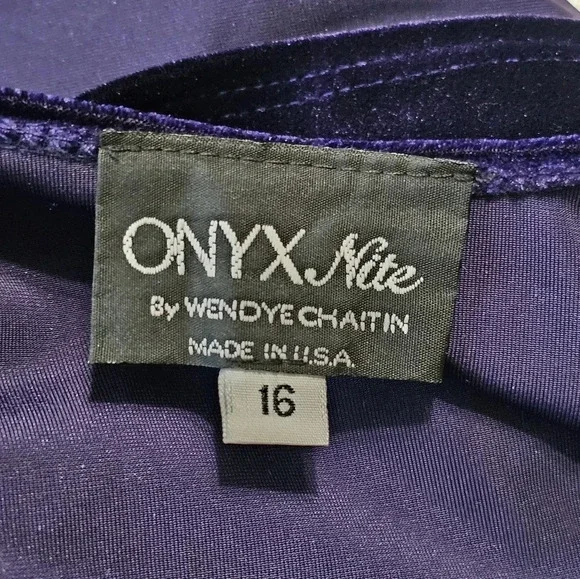 ONYX Nite
By WENDYE CHAITIN
MADE IN U.S.A.
16